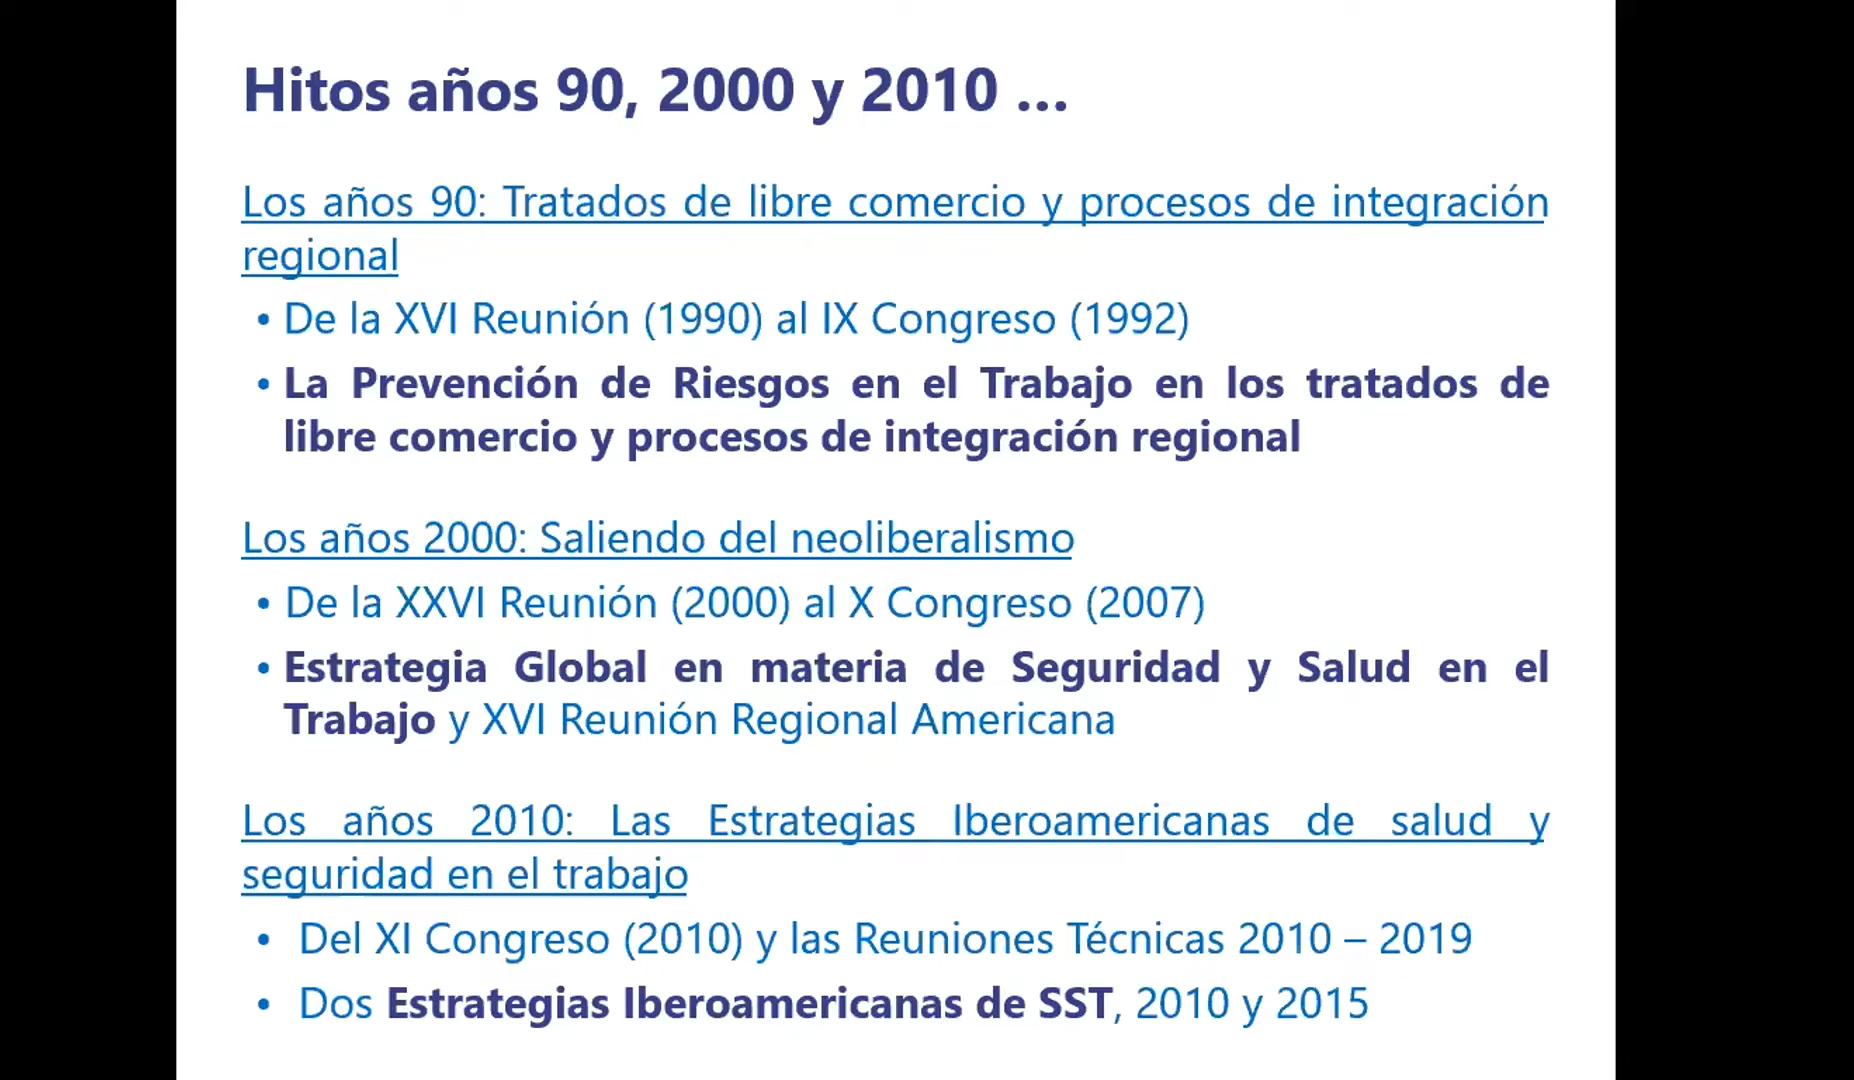 Hitos años 90, 2000 y 2010 ...
Los años 90: Tratados de libre comercio y procesos de integración
regional
• De la XVI Reunión (1990) al IX Congreso (1992)
• La Prevención de Riesgos en el Trabajo en los tratados de
libre comercio y procesos de integración regional
Los años 2000: Saliendo del neoliberalismo
• De la XXVI Reunión (2000) al X Congreso (2007)
• Estrategia Global en materia de Seguridad y Salud en el
Trabajo y XVI Reunión Regional Americana
Los años 2010: Las Estrategias Iberoamericanas de salud y
seguridad en el trabajo
• Del XI Congreso (2010) y las Reuniones Técnicas 2010 – 2019
• Dos Estrategias Iberoamericanas de SST, 2010 y 2015